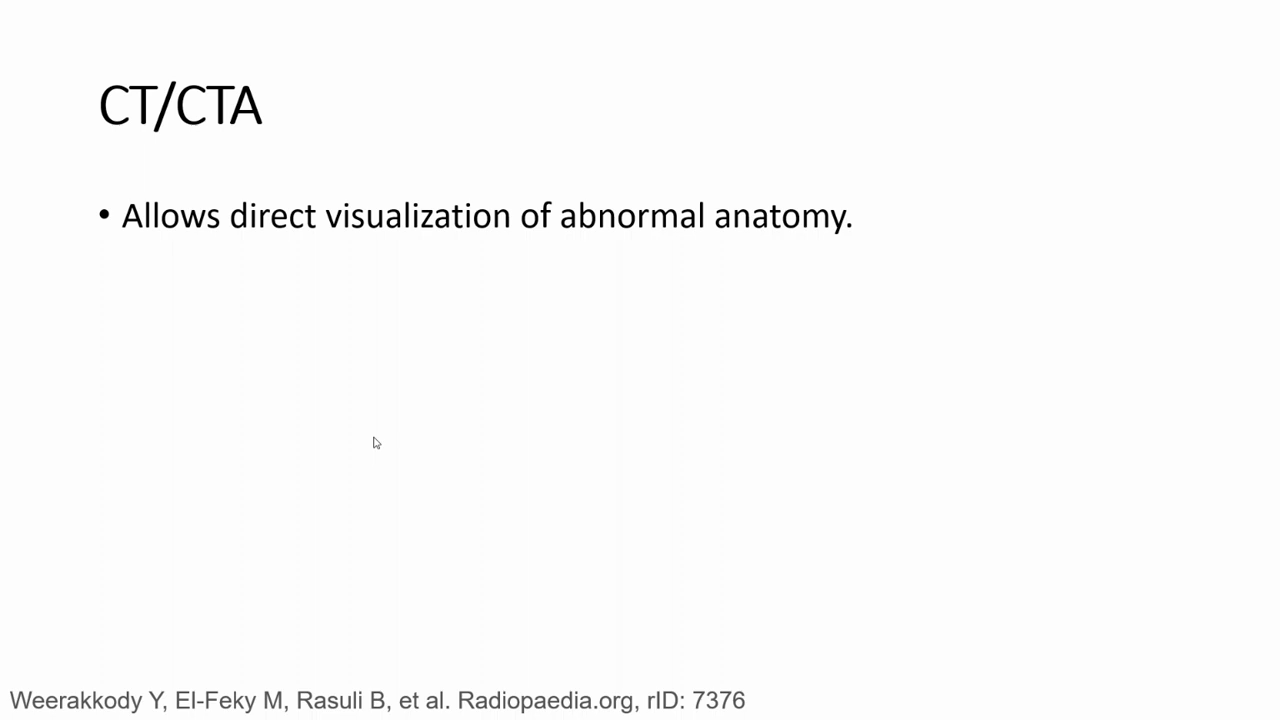 CT/CTA
• Allows direct visualization of abnormal anatomy.
Weerakkody Y, El-Feky M, Rasuli B, et al. Radiopaedia.org, rID: 7376